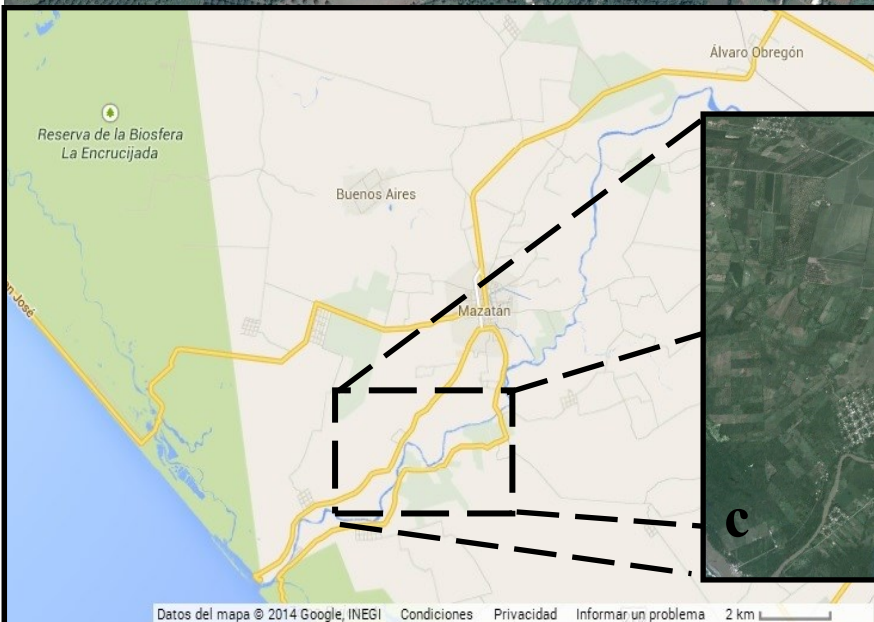 Álvaro Obregón
Reserva de la Biosfera
La Encrucijada
Buenos Aires
José
Mazatán
c
Datos del mapa © 2014 Google, INEGI Condiciones Privacidad Informar un problema 2 km